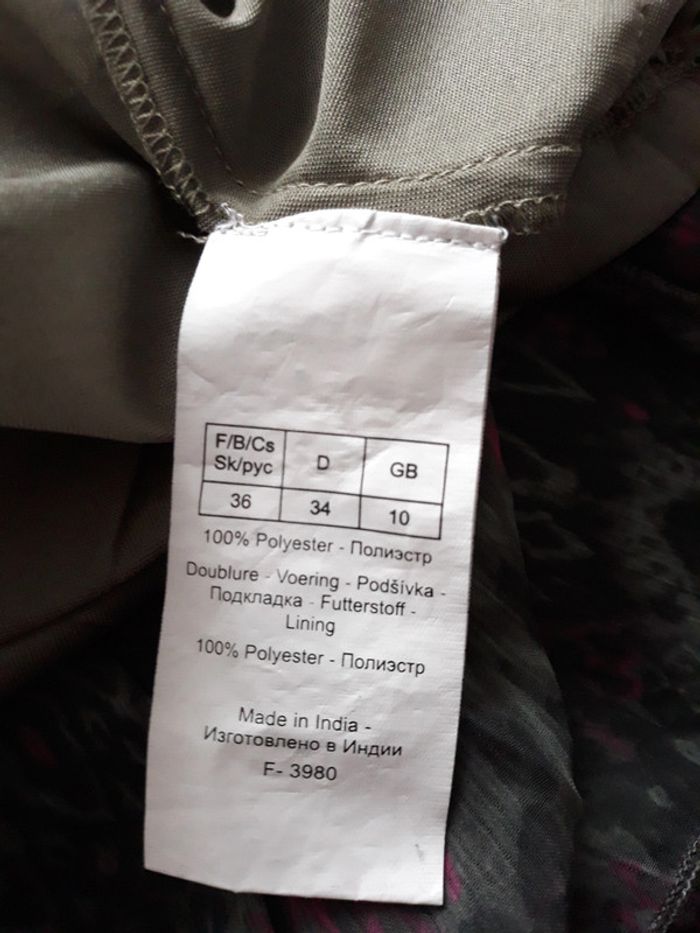 F/B/Cs Sk/рус D GB
36 34 10
100% Polyester - Полиэстр
Doublure - Voering - Podšívka -
Подкладка - Futterstoff -
Lining
100% Polyester - Полиэстр
Made in India -
Изготовлено в Индии
F- 3980